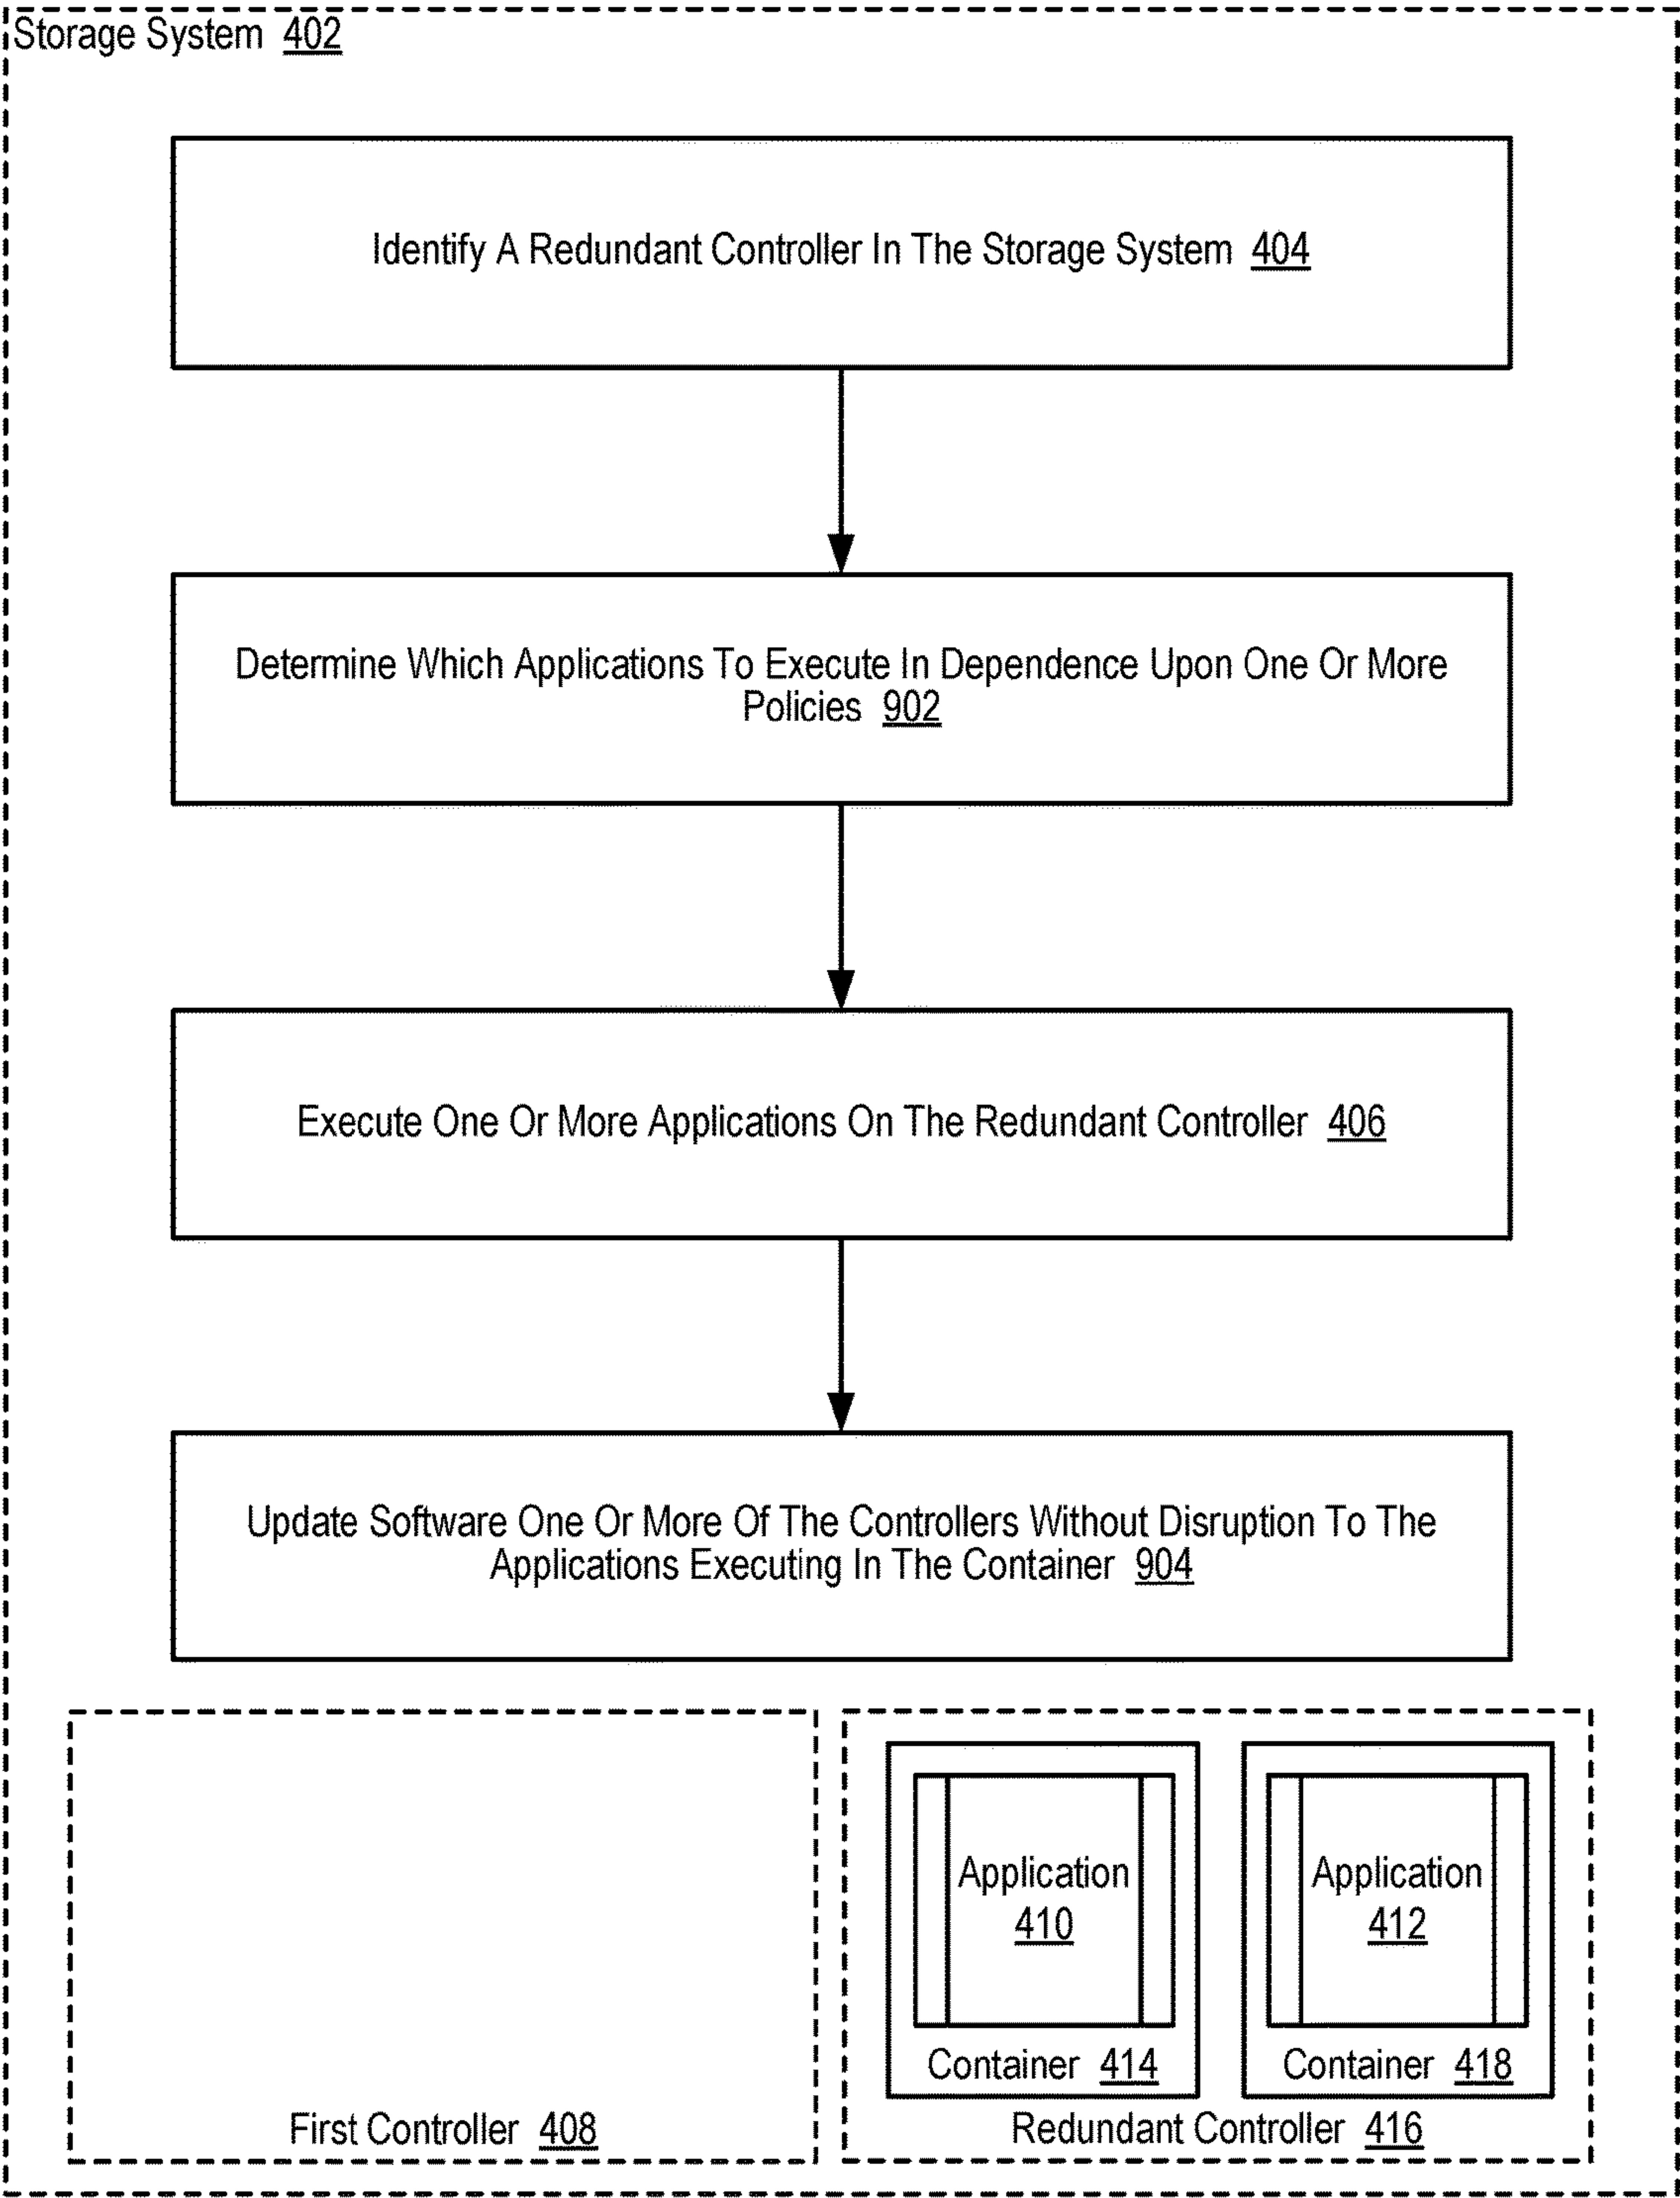 Storage System 402
Identify A Redundant Controller In The Storage System 404
Determine Which Applications To Execute In Dependence Upon One Or More
Policies 902
Execute One Or More Applications On The Redundant Controller 406
Update Software One Or More Of The Controllers Without Disruption To The
Applications Executing In The Container 904
Application
410
Container 414
Application
412
Container 418
First Controller 408
Redundant Controller 416